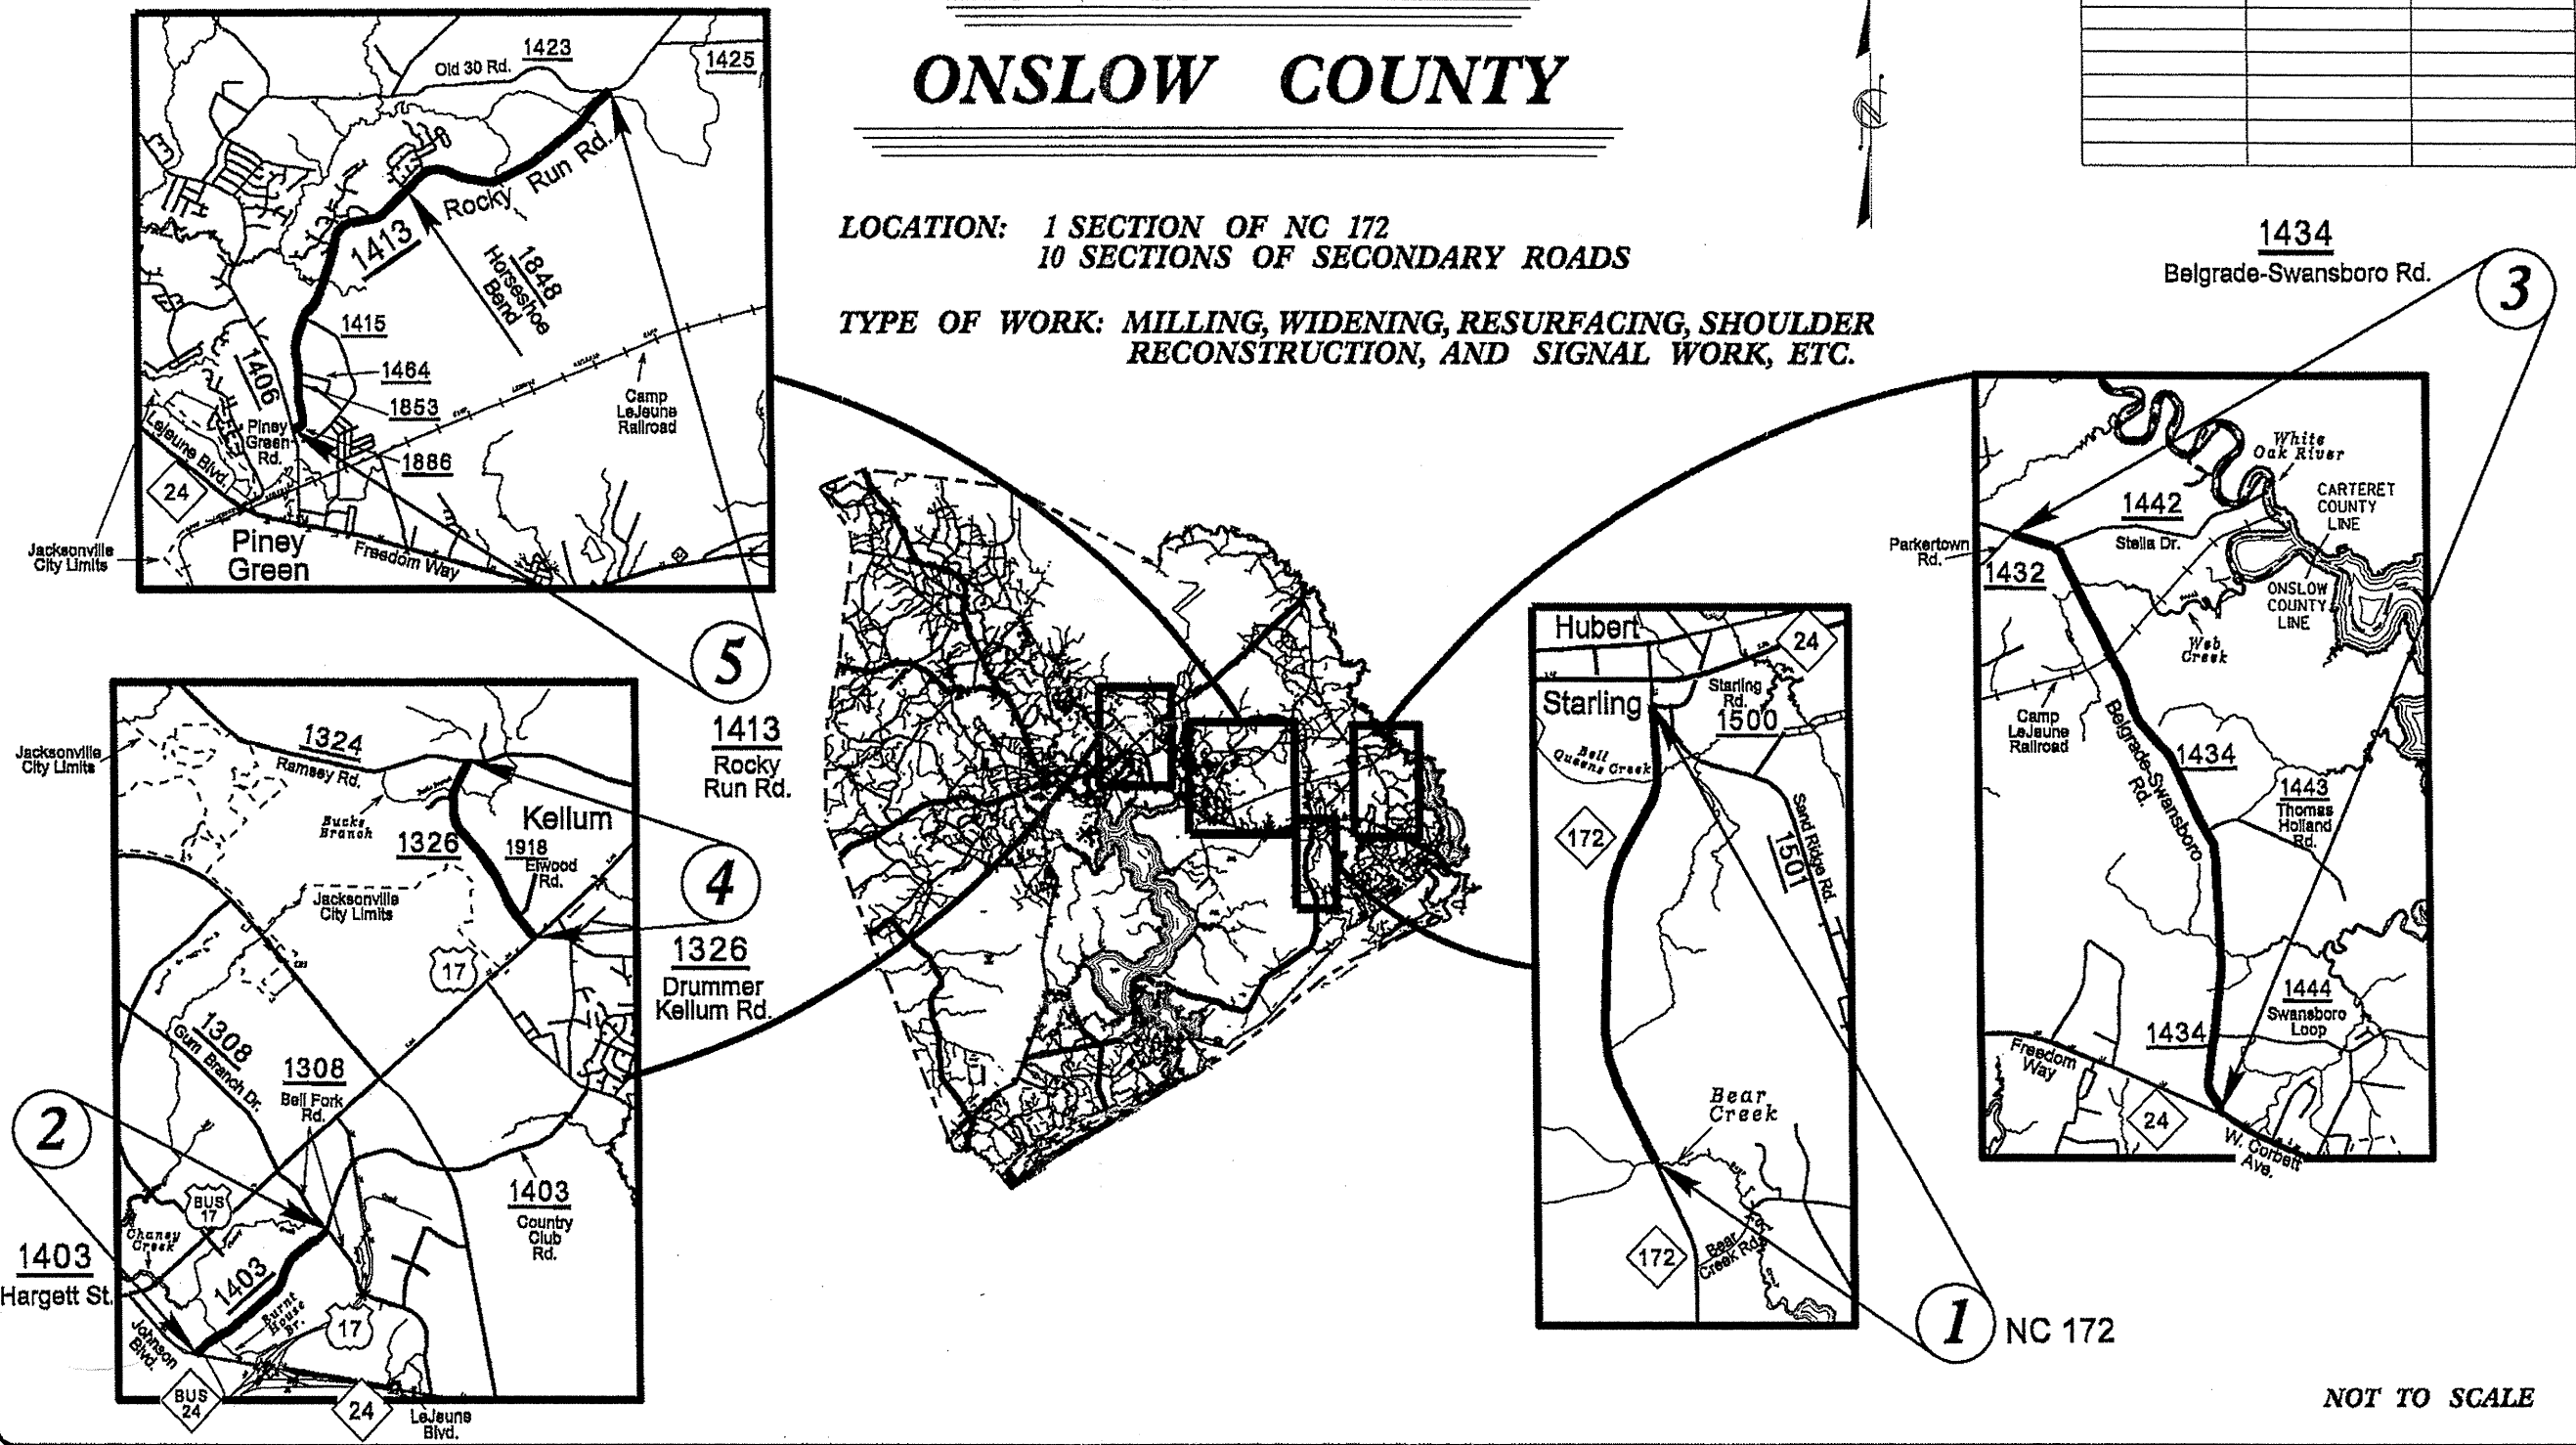 ONSLOW COUNTY
LOCATION: 1 SECTION OF NC 172
10 SECTIONS OF SECONDARY ROADS
TYPE OF WORK: MILLING, WIDENING, RESURFACING, SHOULDER
RECONSTRUCTION, AND SIGNAL WORK, ETC.
N
1423
Old 30 Rd.
1425
Rocky Run Rd.
1413
1848
Horseshoe
Bend
1415
1406
1464
1853
Piney
Green
Rd.
1886
Camp
LeJeune
Railroad
LeJeune Blvd.
24
Jacksonville
City Limits
Piney
Green
Freedom Way
5
1413
Rocky
Run Rd.
Jacksonville
City Limits
1324
Ramsey Rd.
Bucks
Branch
Kellum
1326
1918
Elwood
Rd.
Jacksonville
City Limits
17
4
1326
Drummer
Kellum Rd.
1308
Gum Branch Dr.
1308
Bell Fork
Rd.
2
BUS
17
Chaney
Creek
1403
Country
Club
Rd.
1403
Hargett St.
1403
Burnt
House
Br.
17
Johnson
Blvd.
BUS
24
24
LeJeune
Blvd.
Hubert
24
Starling
Starling
Rd.
1500
Bell
Queens Creek
172
Sand Ridge Rd.
1501
Bear
Creek
172
Bear
Creek Rd.
1
NC 172
1434
Belgrade-Swansboro Rd.
3
White
Oak River
CARTERET
COUNTY
LINE
1442
Stella Dr.
Parkertown
Rd.
1432
ONSLOW
COUNTY
LINE
Web
Creek
Camp
LeJeune
Railroad
Belgrade-Swansboro
Rd.
1434
1443
Thomas
Holland
Rd.
1444
Swansboro
Loop
1434
Freedom
Way
24
W. Corbett
Ave.
NOT TO SCALE